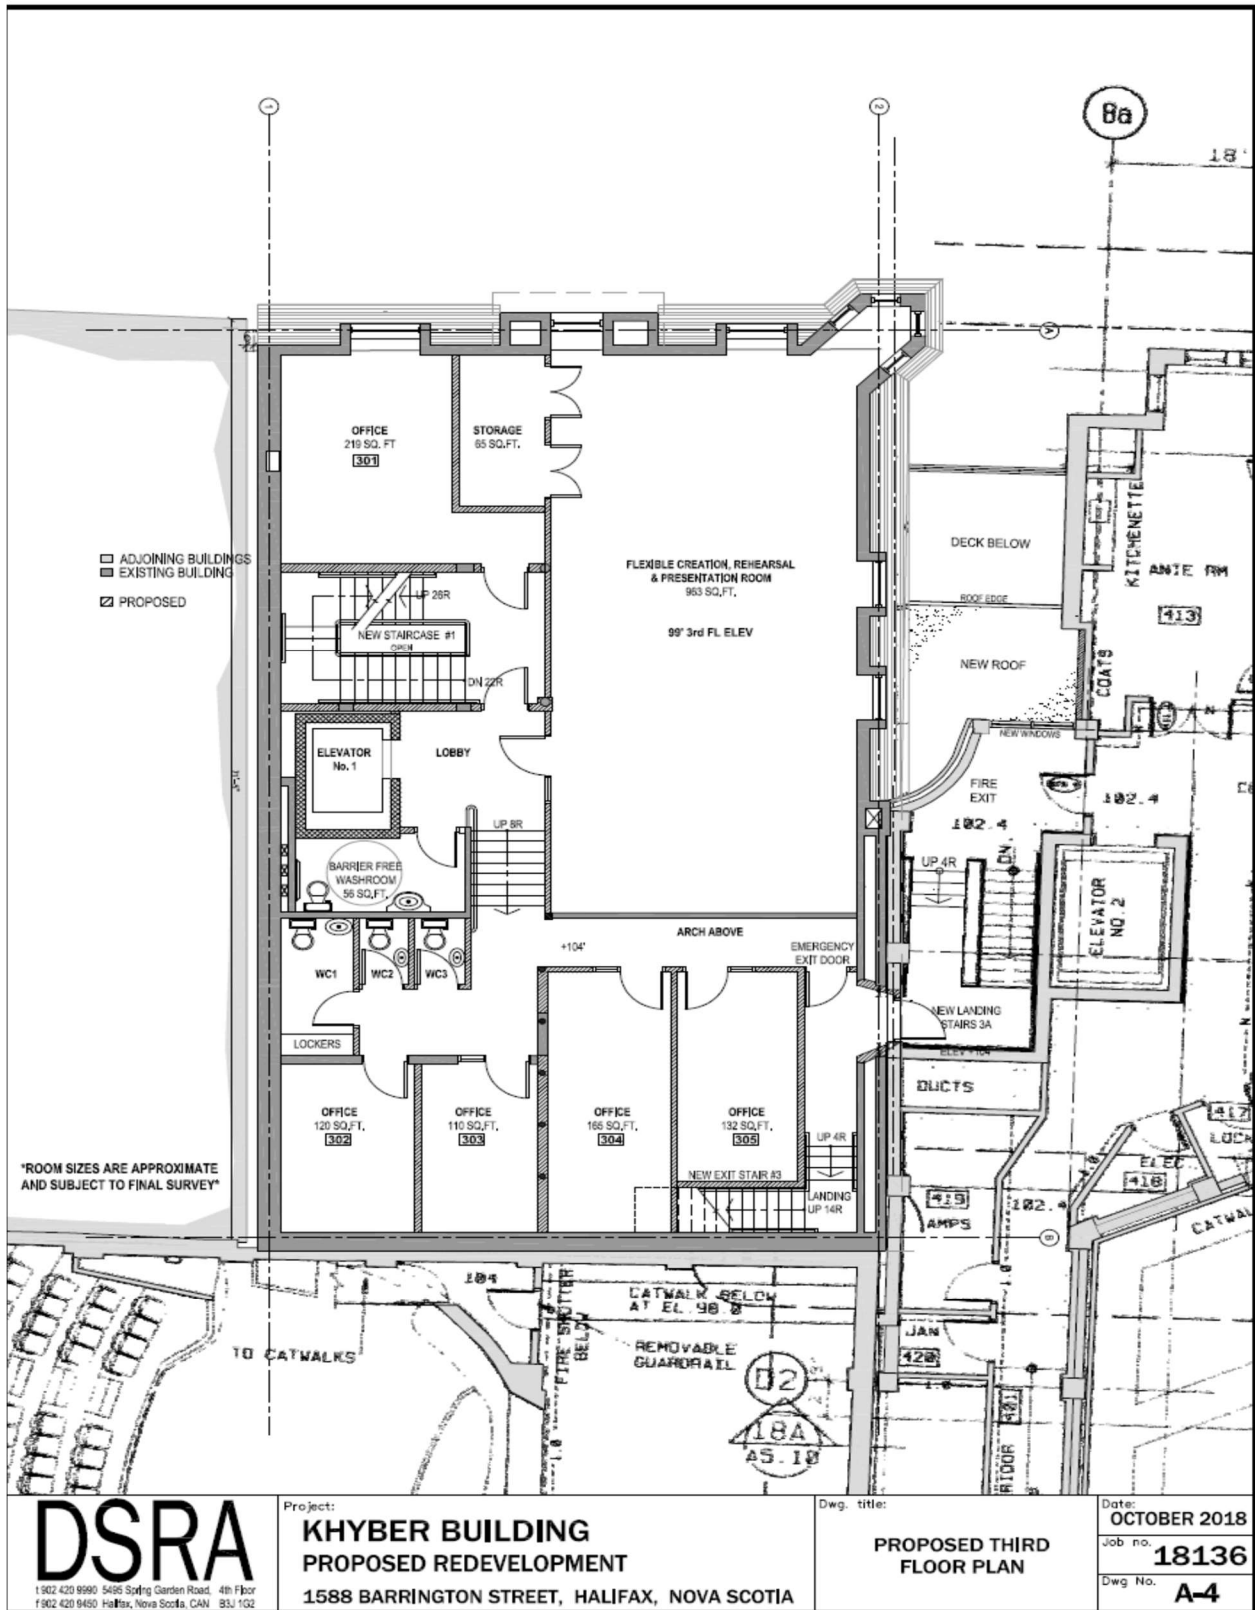 1
2
8a
18'
A
OFFICE
219 SQ. FT
301
STORAGE
65 SQ.FT.
ADJOINING BUILDINGS
EXISTING BUILDING
PROPOSED
FLEXIBLE CREATION, REHEARSAL
& PRESENTATION ROOM
963 SQ.FT.
99' 3rd FL ELEV
DECK BELOW
ROOF EDGE
NEW ROOF
NEW WINDOWS
KITCHENETTE
ANTE RM
413
COATS
UP 26R
NEW STAIRCASE #1
OPEN
DN 22R
ELEVATOR
No. 1
LOBBY
UP 8R
BARRIER FREE
WASHROOM
56 SQ.FT.
FIRE
EXIT
102.4
102.4
UP 4R
DN.
ELEVATOR
NO.2
WC1
WC2
WC3
+104'
ARCH ABOVE
EMERGENCY
EXIT DOOR
NEW LANDING
STAIRS 3A
ELEV +104'
LOCKERS
DUCTS
OFFICE
120 SQ.FT.
302
OFFICE
110 SQ.FT.
303
OFFICE
165 SQ.FT.
304
OFFICE
132 SQ.FT.
305
UP 4R
NEW EXIT STAIR #3
LANDING
UP 14R
*ROOM SIZES ARE APPROXIMATE
AND SUBJECT TO FINAL SURVEY*
417
ELEC
418
419
AMPS
102.4
B
104
TO CATWALKS
FIRE SHUTTER
BELOW
CATWALK BELOW
AT EL. 98.0
REMOVABLE
GUARDRAIL
D2
18A
A5.10
JAN
420
401
DSRA
t 902 420 9990 5495 Spring Garden Road, 4th Floor
f 902 420 9450 Halifax, Nova Scotia, CAN B3J 1G2
Project:
KHYBER BUILDING
PROPOSED REDEVELOPMENT
1588 BARRINGTON STREET, HALIFAX, NOVA SCOTIA
Dwg. title:
PROPOSED THIRD
FLOOR PLAN
Date:
OCTOBER 2018
Job no.
18136
Dwg No.
A-4